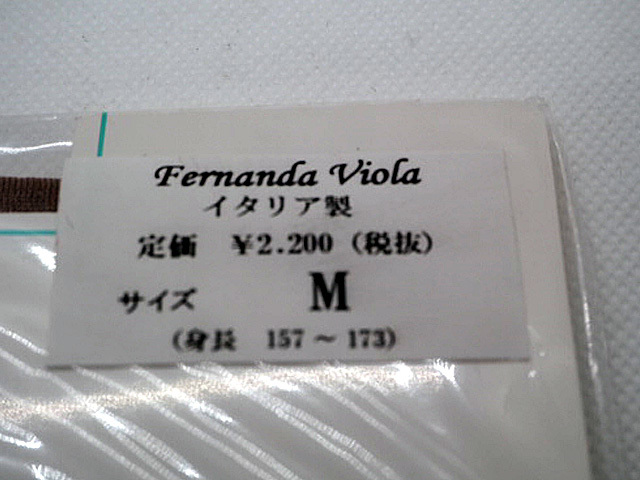 Fernanda Viola
イタリア製
定価 ¥2.200 (税抜)
サイズ M
(身長 157～173)